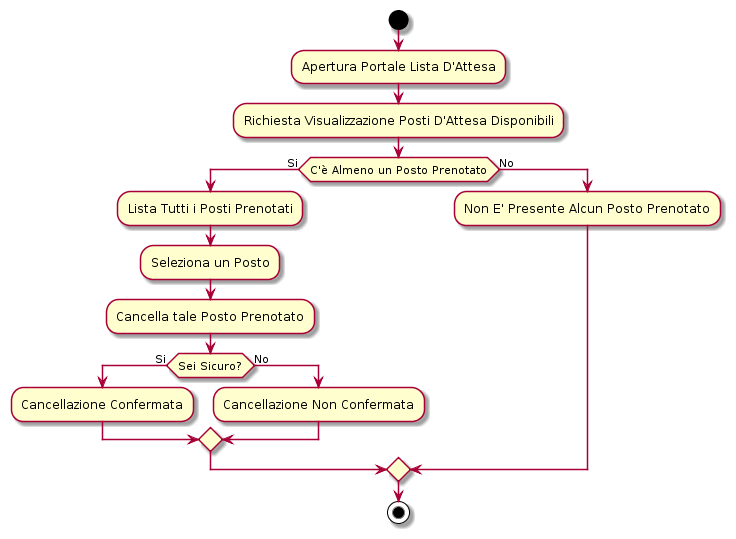 Apertura Portale Lista D'Attesa
Richiesta Visualizzazione Posti D'Attesa Disponibili
Si
C'è Almeno un Posto Prenotato
No
Lista Tutti i Posti Prenotati
Non E' Presente Alcun Posto Prenotato
Seleziona un Posto
Cancella tale Posto Prenotato
Si
Sei Sicuro?
No
Cancellazione Confermata
Cancellazione Non Confermata